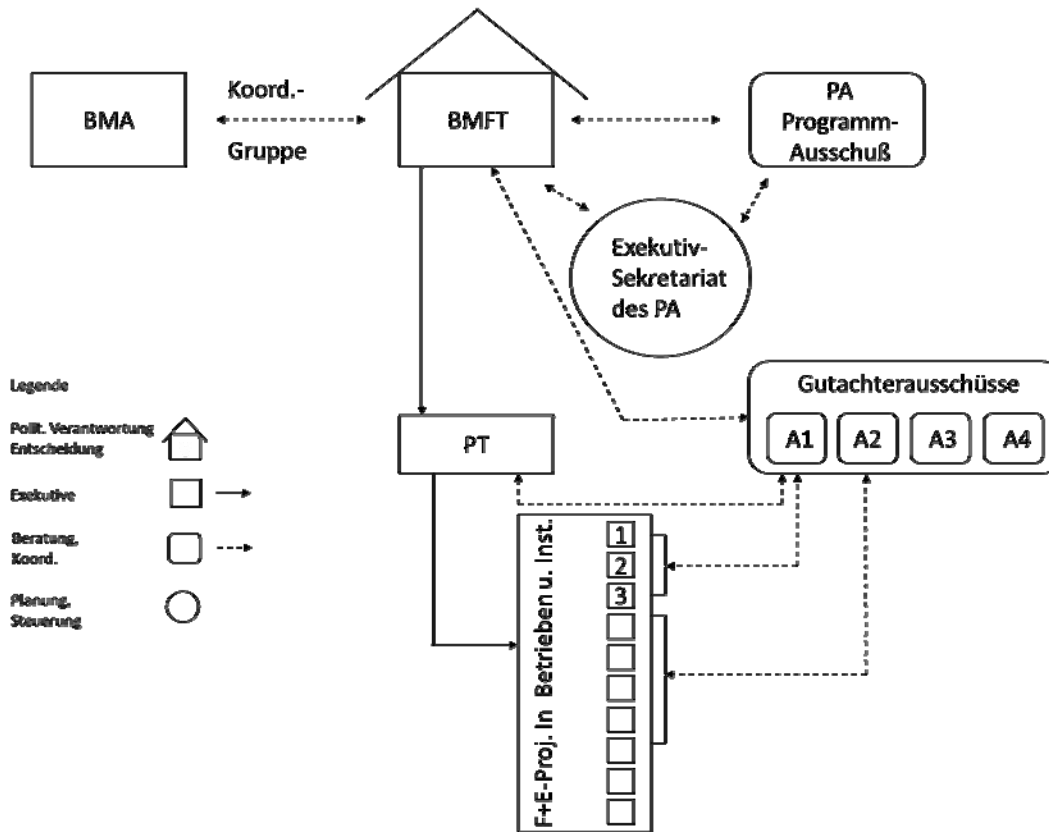 BMA
Koord.-
Gruppe
BMFT
PA
Programm-
Ausschuß
Exekutiv-
Sekretariat
des PA
Gutachterausschüsse
A1 A2 A3 A4
PT
F+E-Proj. In Betrieben u. Inst.
1
2
3
Legende
Polit. Verantwortung
Entscheidung
Exekutive
Beratung,
Koord.
Planung,
Steuerung